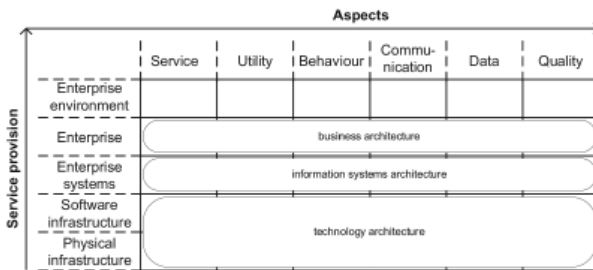 Aspects
Service
Utility
Behaviour
Commu-
nication
Data
Quality
Service provision
Enterprise
environment
Enterprise
business architecture
Enterprise
systems
information systems architecture
Software
infrastructure
technology architecture
Physical
infrastructure